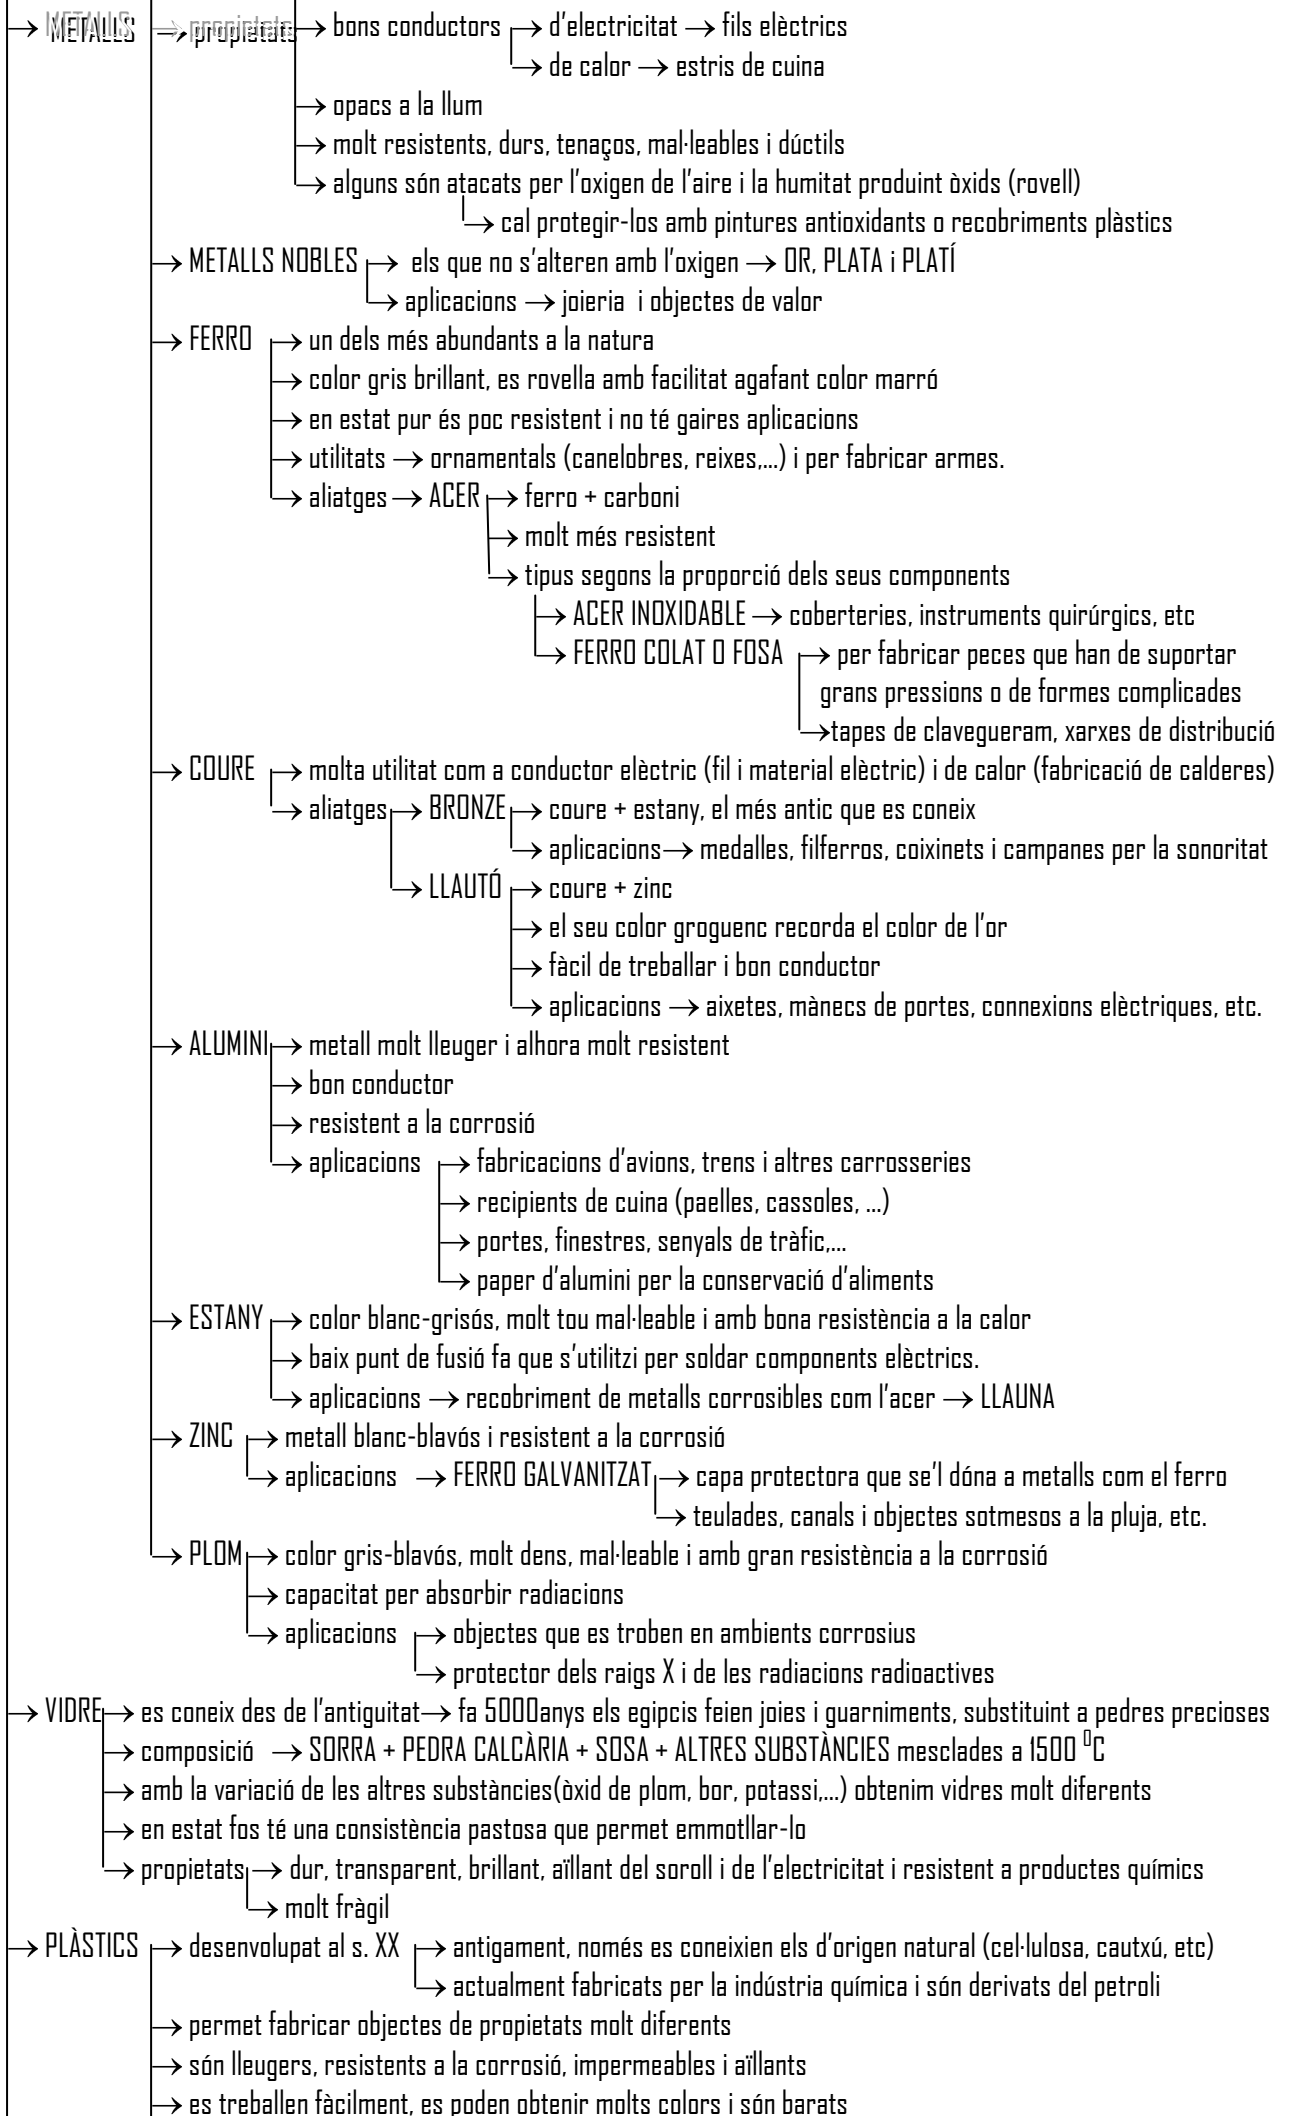 → METALLS → propietats → bons conductors → d'electricitat → fils elèctrics
→ de calor → estris de cuina
→ opacs a la llum
→ molt resistents, durs, tenaços, mal·leables i dúctils
→ alguns són atacats per l'oxigen de l'aire i la humitat produint òxids (rovell)
→ cal protegir-los amb pintures antioxidants o recobriments plàstics
→ METALLS NOBLES → els que no s'alteren amb l'oxigen → OR, PLATA i PLATÍ
→ aplicacions → joieria i objectes de valor
→ FERRO → un dels més abundants a la natura
→ color gris brillant, es rovella amb facilitat agafant color marró
→ en estat pur és poc resistent i no té gaires aplicacions
→ utilitats → ornamentals (canelobres, reixes,...) i per fabricar armes.
→ aliatges → ACER → ferro + carboni
→ molt més resistent
→ tipus segons la proporció dels seus components
→ ACER INOXIDABLE → coberteries, instruments quirúrgics, etc
→ FERRO COLAT O FOSA → per fabricar peces que han de suportar
grans pressions o de formes complicades
→tapes de clavegueram, xarxes de distribució
→ COURE → molta utilitat com a conductor elèctric (fil i material elèctric) i de calor (fabricació de calderes)
→ aliatges → BRONZE → coure + estany, el més antic que es coneix
→ aplicacions→ medalles, filferros, coixinets i campanes per la sonoritat
→ LLAUTÓ → coure + zinc
→ el seu color groguenc recorda el color de l'or
→ fàcil de treballar i bon conductor
→ aplicacions → aixetes, mànecs de portes, connexions elèctriques, etc.
→ ALUMINI → metall molt lleuger i alhora molt resistent
→ bon conductor
→ resistent a la corrosió
→ aplicacions → fabricacions d'avions, trens i altres carrosseries
→ recipients de cuina (paelles, cassoles, ...)
→ portes, finestres, senyals de tràfic,...
→ paper d'alumini per la conservació d'aliments
→ ESTANY → color blanc-grisós, molt tou mal·leable i amb bona resistència a la calor
→ baix punt de fusió fa que s'utilitzi per soldar components elèctrics.
→ aplicacions → recobriment de metalls corrosibles com l'acer → LLAUNA
→ ZINC → metall blanc-blavós i resistent a la corrosió
→ aplicacions → FERRO GALVANITZAT → capa protectora que se'l dóna a metalls com el ferro
→ teulades, canals i objectes sotmesos a la pluja, etc.
→ PLOM → color gris-blavós, molt dens, mal·leable i amb gran resistència a la corrosió
→ capacitat per absorbir radiacions
→ aplicacions → objectes que es troben en ambients corrosius
→ protector dels raigs X i de les radiacions radioactives
→ VIDRE → es coneix des de l'antiguitat → fa 5000anys els egipcis feien joies i guarniments, substituint a pedres precioses
→ composició → SORRA + PEDRA CALCÀRIA + SOSA + ALTRES SUBSTÀNCIES mesclades a 1500 ⁰C
→ amb la variació de les altres substàncies(òxid de plom, bor, potassi,...) obtenim vidres molt diferents
→ en estat fos té una consistència pastosa que permet emmotllar-lo
→ propietats → dur, transparent, brillant, aïllant del soroll i de l'electricitat i resistent a productes químics
→ molt fràgil
→ PLÀSTICS → desenvolupat al s. XX → antigament, només es coneixien els d'origen natural (cel·lulosa, cautxú, etc)
→ actualment fabricats per la indústria química i són derivats del petroli
→ permet fabricar objectes de propietats molt diferents
→ són lleugers, resistents a la corrosió, impermeables i aïllants
→ es treballen fàcilment, es poden obtenir molts colors i són barats